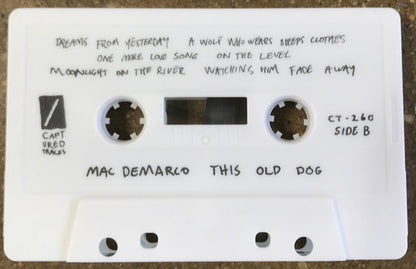 DREAMS FROM YESTERDAY A WOLF WHO WEARS SHEEPS CLOTHES
ONE MORE LOVE SONG ON THE LEVEL
MOONLIGHT ON THE RIVER WATCHING HIM FADE AWAY
CAPT
URED
TRACKS
CT-260
SIDE B
MAC DEMARCO THIS OLD DOG